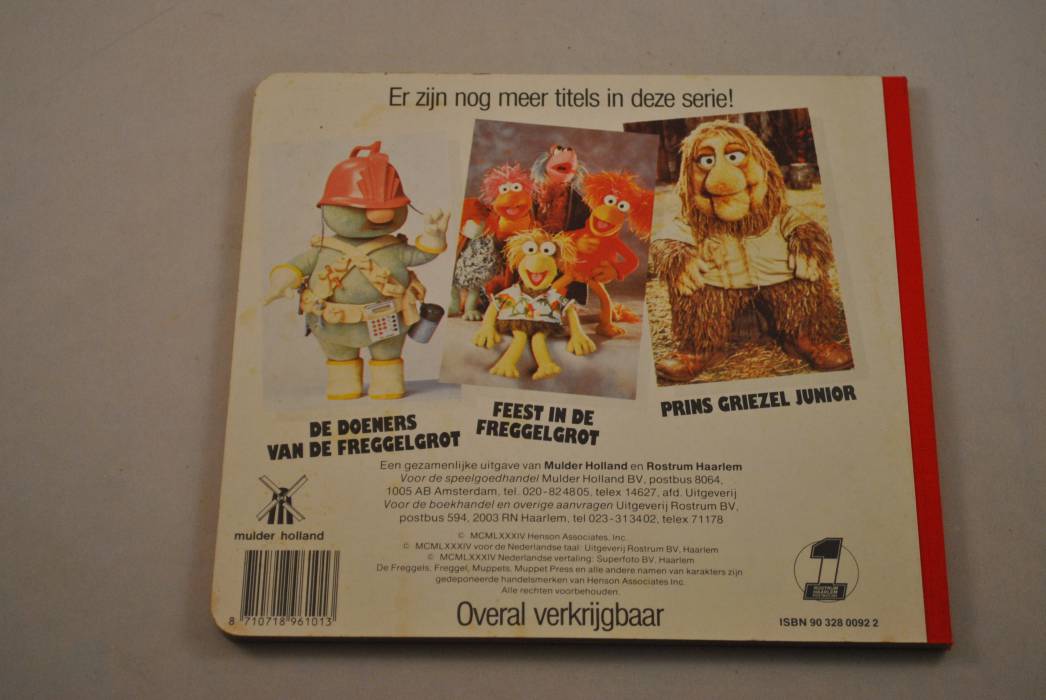 Er zijn nog meer titels in deze serie!
DE DOENERS
VAN DE FREGGELGROT
FEEST IN DE
FREGGELGROT
PRINS GRIEZEL JUNIOR
Een gezamenlijke uitgave van Mulder Holland en Rostrum Haarlem
Voor de speelgoedhandel Mulder Holland BV, postbus 8064,
1005 AB Amsterdam, tel. 020-824805, telex 14627, afd. Uitgeverij
Voor de boekhandel en overige aanvragen Uitgeverij Rostrum BV,
postbus 594, 2003 RN Haarlem, tel 023-313402, telex 71178
mulder holland
© MCMLXXXIV Henson Associates, Inc.
© MCMLXXXIV voor de Nederlandse taal: Uitgeverij Rostrum BV, Haarlem
© MCMLXXXIV Nederlandse vertaling: Superfoto BV, Haarlem
De Freggels, Freggel, Muppets, Muppet Press en alle andere namen van karakters zijn
gedeponeerde handelsmerken van Henson Associates Inc.
Alle rechten voorbehouden.
1
ROSTRUM
HAARLEM
8 710718 961013
Overal verkrijgbaar
ISBN 90 328 0092 2